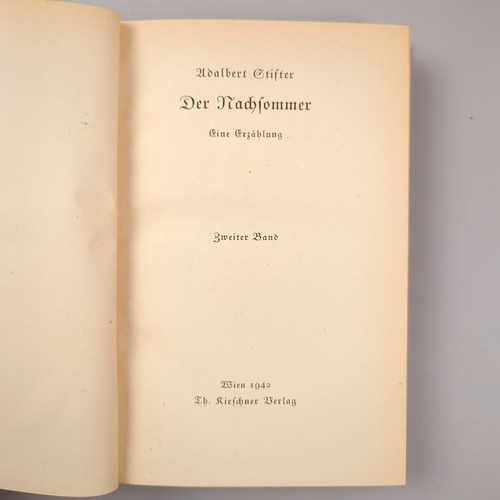 Adalbert Stifter
Der Nachsommer
Eine Erzählung
Zweiter Band
Wien 1942
Th. Kirschner Verlag